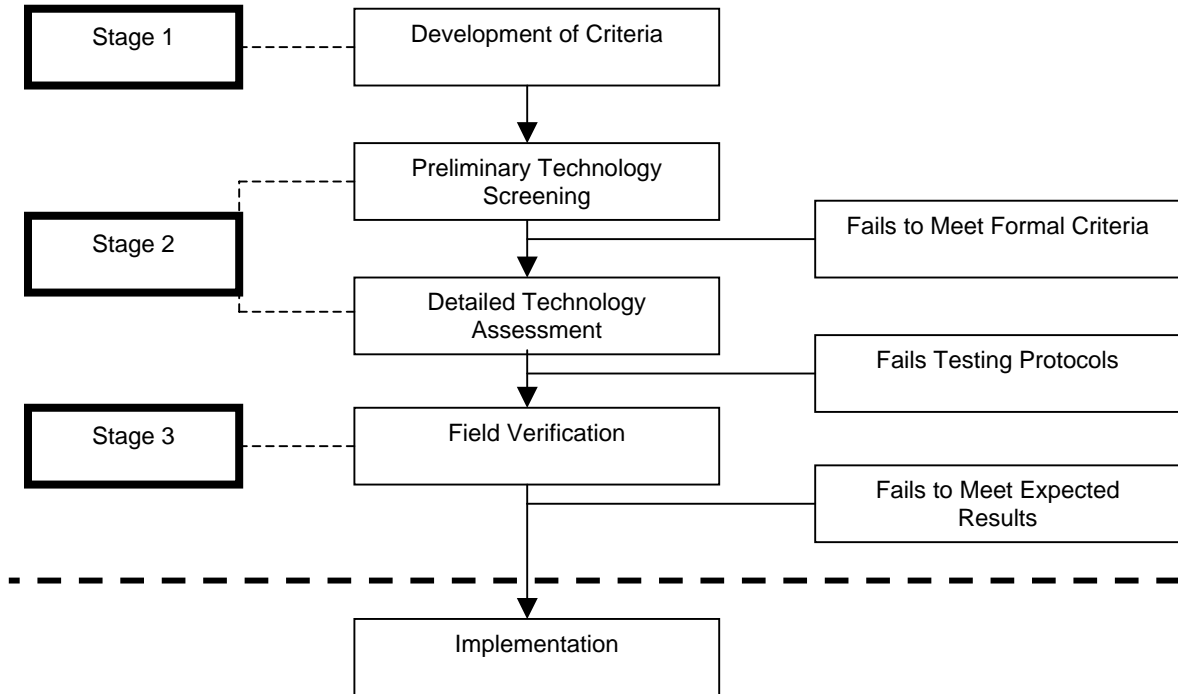 Stage 1
Development of Criteria
Preliminary Technology
Screening
Stage 2
Fails to Meet Formal Criteria
Detailed Technology
Assessment
Fails Testing Protocols
Stage 3
Field Verification
Fails to Meet Expected
Results
Implementation